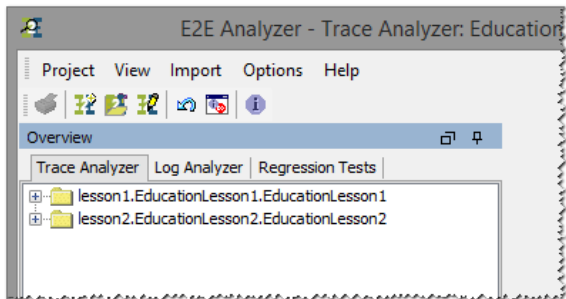 E2E Analyzer - Trace Analyzer: Education
Project View Import Options Help
Overview
Trace Analyzer Log Analyzer Regression Tests
lesson1.EducationLesson1.EducationLesson1
lesson2.EducationLesson2.EducationLesson2